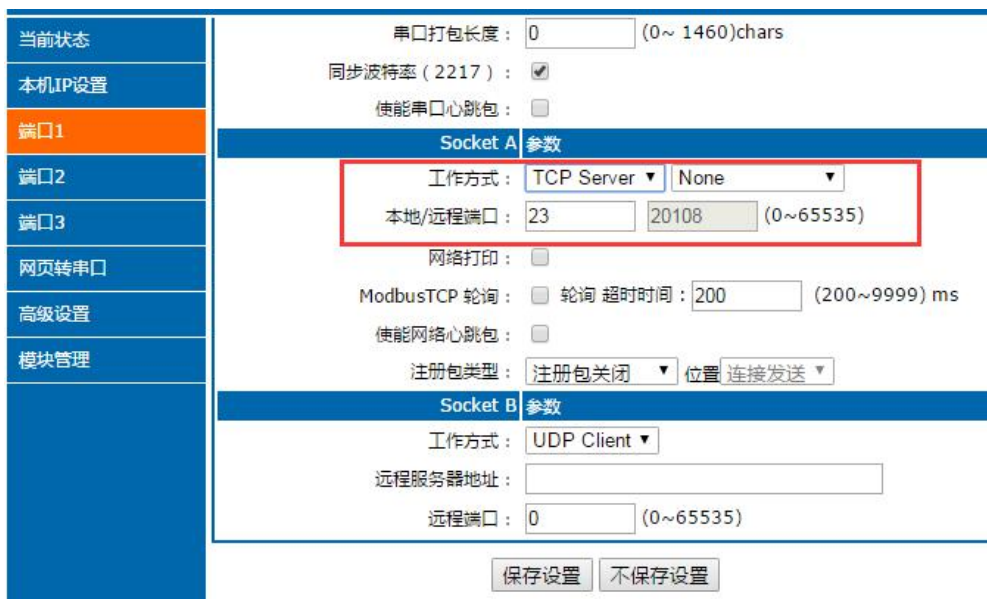 当前状态
本机IP设置
端口1
端口2
端口3
网页转串口
高级设置
模块管理
串口打包长度： 0 (0~ 1460)chars
同步波特率（2217）：
使能串口心跳包：
Socket A 参数
工作方式： TCP Server None
本地/远程端口： 23 20108 (0~65535)
网络打印：
ModbusTCP 轮询： 轮询 超时时间：200 (200~9999) ms
使能网络心跳包：
注册包类型： 注册包关闭 位置 连接发送
Socket B 参数
工作方式： UDP Client
远程服务器地址：
远程端口： 0 (0~65535)
保存设置 不保存设置